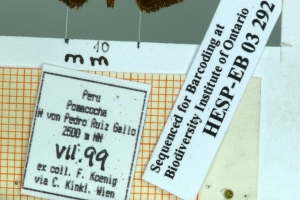 10
mm
Peru
Pomacocha
N von Pedro Ruiz Gallo
2500 m NN
VII.99
ex coll. F. Koenig
via C. Kinkl, Wien
Sequenced for Barcoding at
Biodiversity Institute of Ontario
HESP-EB 03 292